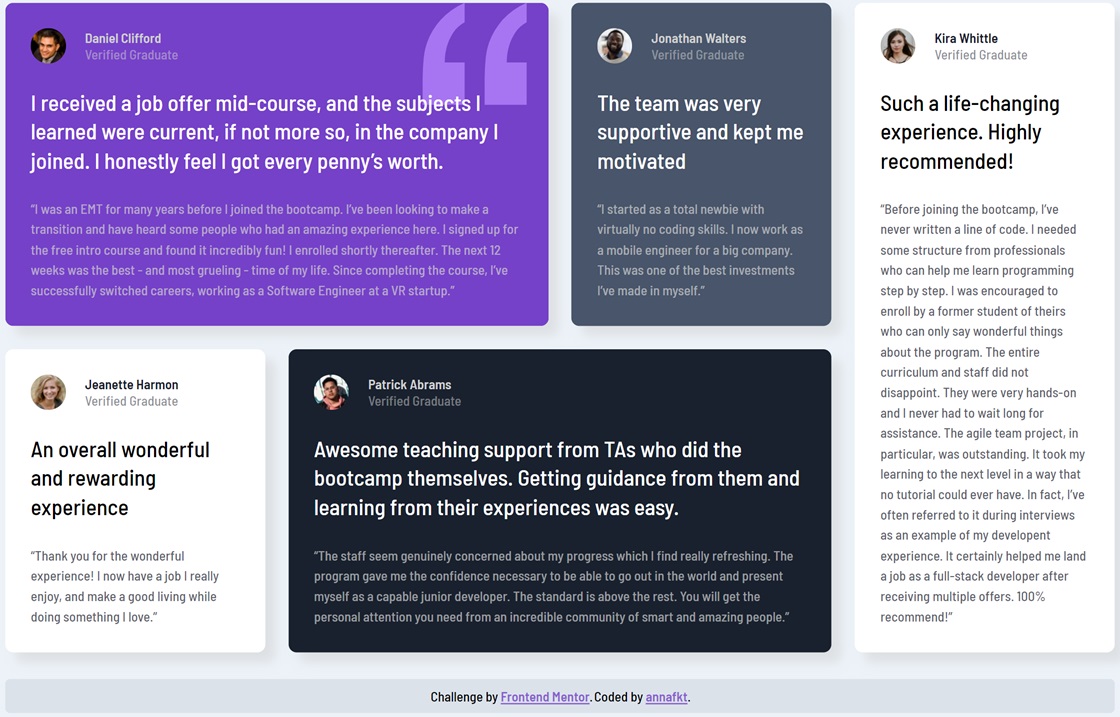 Daniel Clifford
Verified Graduate
I received a job offer mid-course, and the subjects I
learned were current, if not more so, in the company I
joined. I honestly feel I got every penny’s worth.
“I was an EMT for many years before I joined the bootcamp. I’ve been looking to make a
transition and have heard some people who had an amazing experience here. I signed up for
the free intro course and found it incredibly fun! I enrolled shortly thereafter. The next 12
weeks was the best - and most grueling - time of my life. Since completing the course, I’ve
successfully switched careers, working as a Software Engineer at a VR startup.”
Jonathan Walters
Verified Graduate
The team was very
supportive and kept me
motivated
“I started as a total newbie with
virtually no coding skills. I now work as
a mobile engineer for a big company.
This was one of the best investments
I’ve made in myself.”
Kira Whittle
Verified Graduate
Such a life-changing
experience. Highly
recommended!
“Before joining the bootcamp, I’ve
never written a line of code. I needed
some structure from professionals
who can help me learn programming
step by step. I was encouraged to
enroll by a former student of theirs
who can only say wonderful things
about the program. The entire
curriculum and staff did not
disappoint. They were very hands-on
and I never had to wait long for
assistance. The agile team project, in
particular, was outstanding. It took my
learning to the next level in a way that
no tutorial could ever have. In fact, I’ve
often referred to it during interviews
as an example of my developent
experience. It certainly helped me land
a job as a full-stack developer after
receiving multiple offers. 100%
recommend!”
Jeanette Harmon
Verified Graduate
An overall wonderful
and rewarding
experience
“Thank you for the wonderful
experience! I now have a job I really
enjoy, and make a good living while
doing something I love.”
Patrick Abrams
Verified Graduate
Awesome teaching support from TAs who did the
bootcamp themselves. Getting guidance from them and
learning from their experiences was easy.
“The staff seem genuinely concerned about my progress which I find really refreshing. The
program gave me the confidence necessary to be able to go out in the world and present
myself as a capable junior developer. The standard is above the rest. You will get the
personal attention you need from an incredible community of smart and amazing people.”
Challenge by Frontend Mentor. Coded by annafkt.